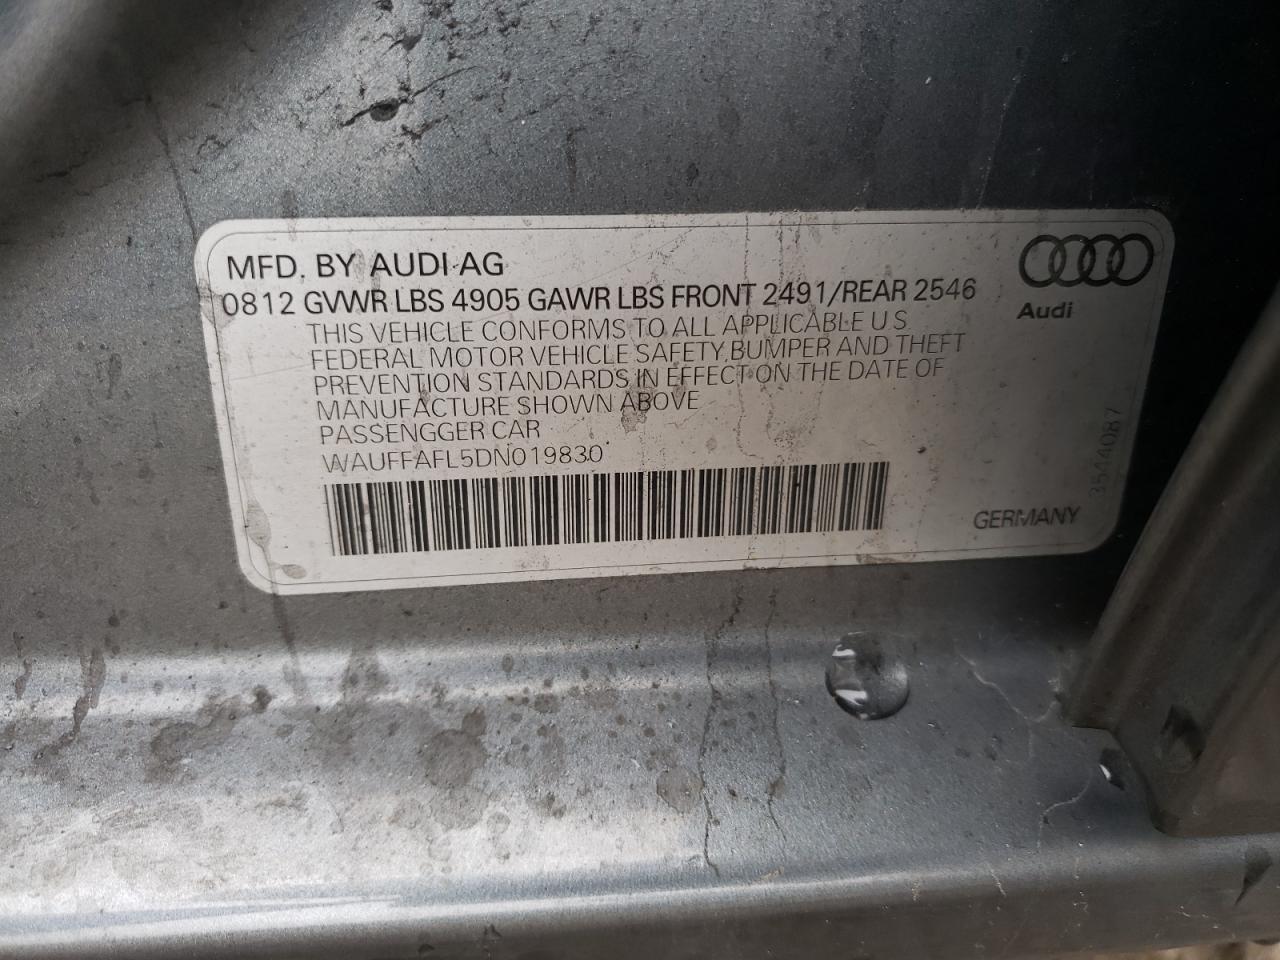 MFD. BY AUDI AG
0812 GVWR LBS 4905 GAWR LBS FRONT 2491/REAR 2546
Audi
THIS VEHICLE CONFORMS TO ALL APPLICABLE U S
FEDERAL MOTOR VEHICLE SAFETY, BUMPER AND THEFT
PREVENTION STANDARDS IN EFFECT ON THE DATE OF
MANUFACTURE SHOWN ABOVE
PASSENGGER CAR
WAUFFAFL5DN019830
3544087
GERMANY